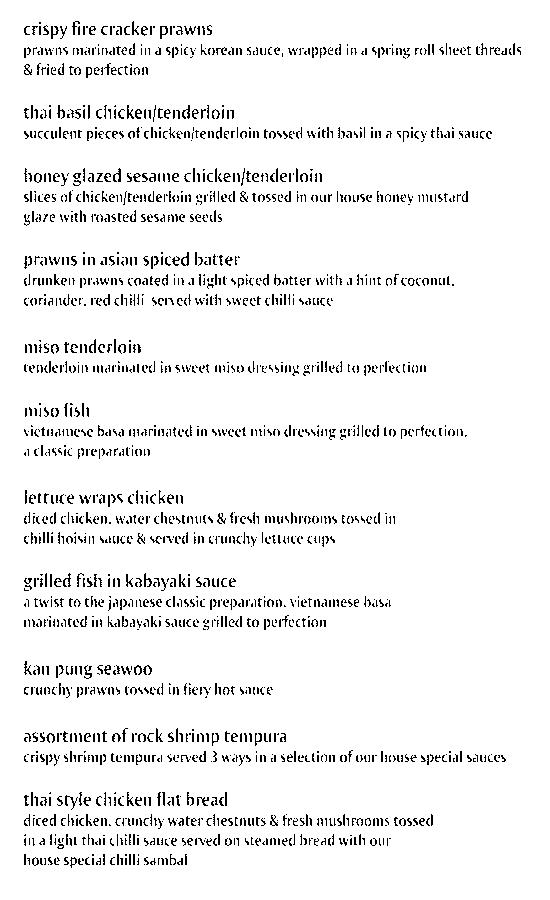 crispy fire cracker prawns
prawns marinated in a spicy korean sauce, wrapped in a spring roll sheet threads
& fried to perfection
thai basil chicken/tenderloin
succulent pieces of chicken/tenderloin tossed with basil in a spicy thai sauce
honey glazed sesame chicken/tenderloin
slices of chicken/tenderloin grilled & tossed in our house honey mustard
glaze with roasted sesame seeds
prawns in asian spiced batter
drunken prawns coated in a light spiced batter with a hint of coconut,
coriander, red chilli served with sweet chilli sauce
miso tenderloin
tenderloin marinated in sweet miso dressing grilled to perfection
miso fish
vietnamese basa marinated in sweet miso dressing grilled to perfection,
a classic preparation
lettuce wraps chicken
diced chicken, water chestnuts & fresh mushrooms tossed in
chilli hoisin sauce & served in crunchy lettuce cups
grilled fish in kabayaki sauce
a twist to the japanese classic preparation, vietnamese basa
marinated in kabayaki sauce grilled to perfection
kan pung seawoo
crunchy prawns tossed in fiery hot sauce
assortment of rock shrimp tempura
crispy shrimp tempura served 3 ways in a selection of our house special sauces
thai style chicken flat bread
diced chicken, crunchy water chestnuts & fresh mushrooms tossed
in a light thai chilli sauce served on steamed bread with our
house special chilli sambal